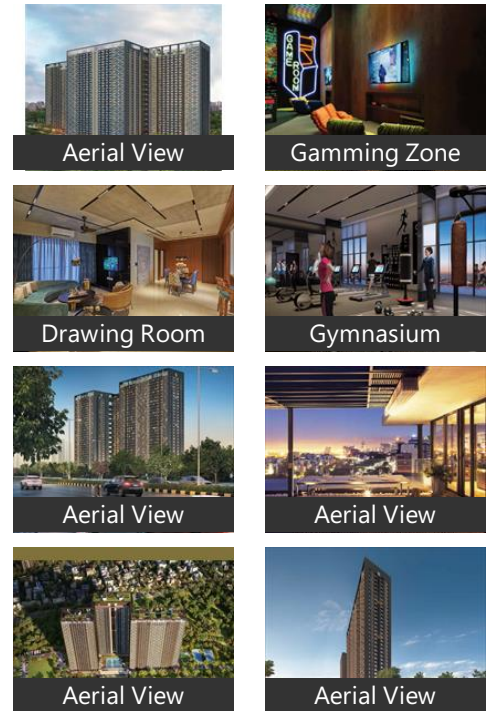 GAME ROOM
Aerial View
Gamming Zone
Drawing Room
Gymnasium
Aerial View
Aerial View
Aerial View
Aerial View